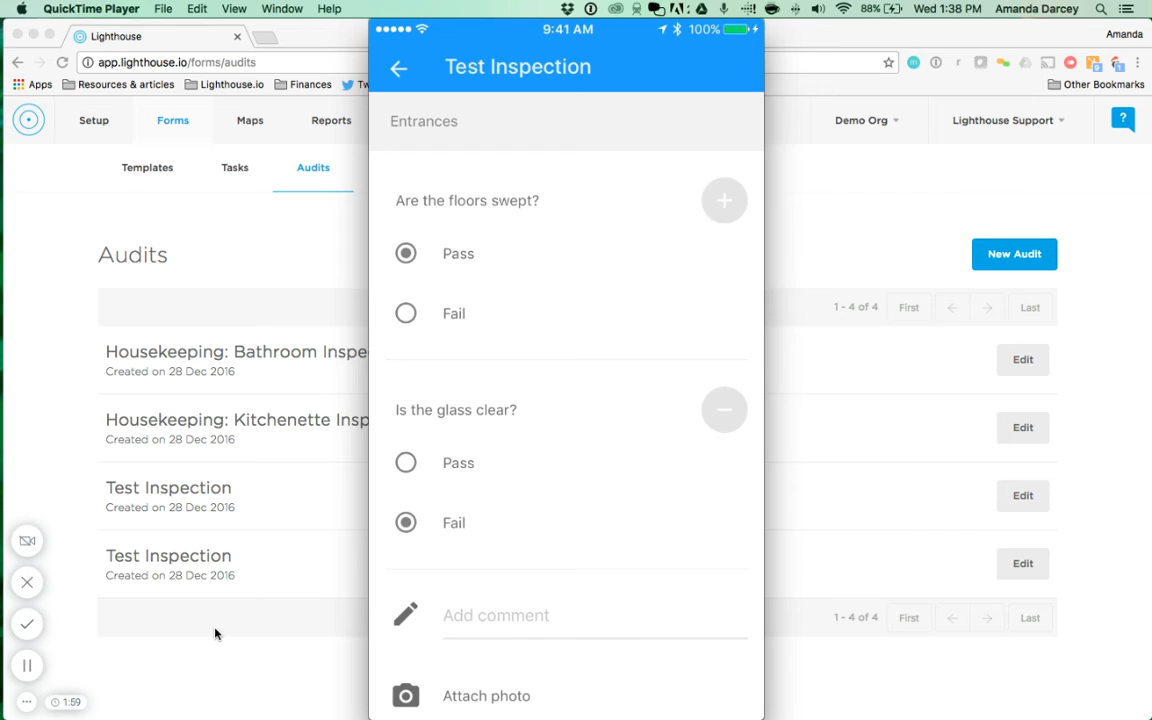 QuickTime Player File Edit View Window Help 88% Wed 1:38 PM Amanda Darcey
Lighthouse Amanda
app.lighthouse.io/forms/audits
Apps Resources & articles Lighthouse.io Finances Tw Other Bookmarks
Setup Forms Maps Reports Demo Org Lighthouse Support ?
Templates Tasks Audits
Audits
New Audit
1 - 4 of 4 First Last
Housekeeping: Bathroom Inspe
Created on 28 Dec 2016
Edit
Housekeeping: Kitchenette Insp
Created on 28 Dec 2016
Edit
Test Inspection
Created on 28 Dec 2016
Edit
Test Inspection
Created on 28 Dec 2016
Edit
1 - 4 of 4 First Last
1:59
9:41 AM 100%
Test Inspection
Entrances
Are the floors swept?
Pass
Fail
Is the glass clear?
Pass
Fail
Add comment
Attach photo